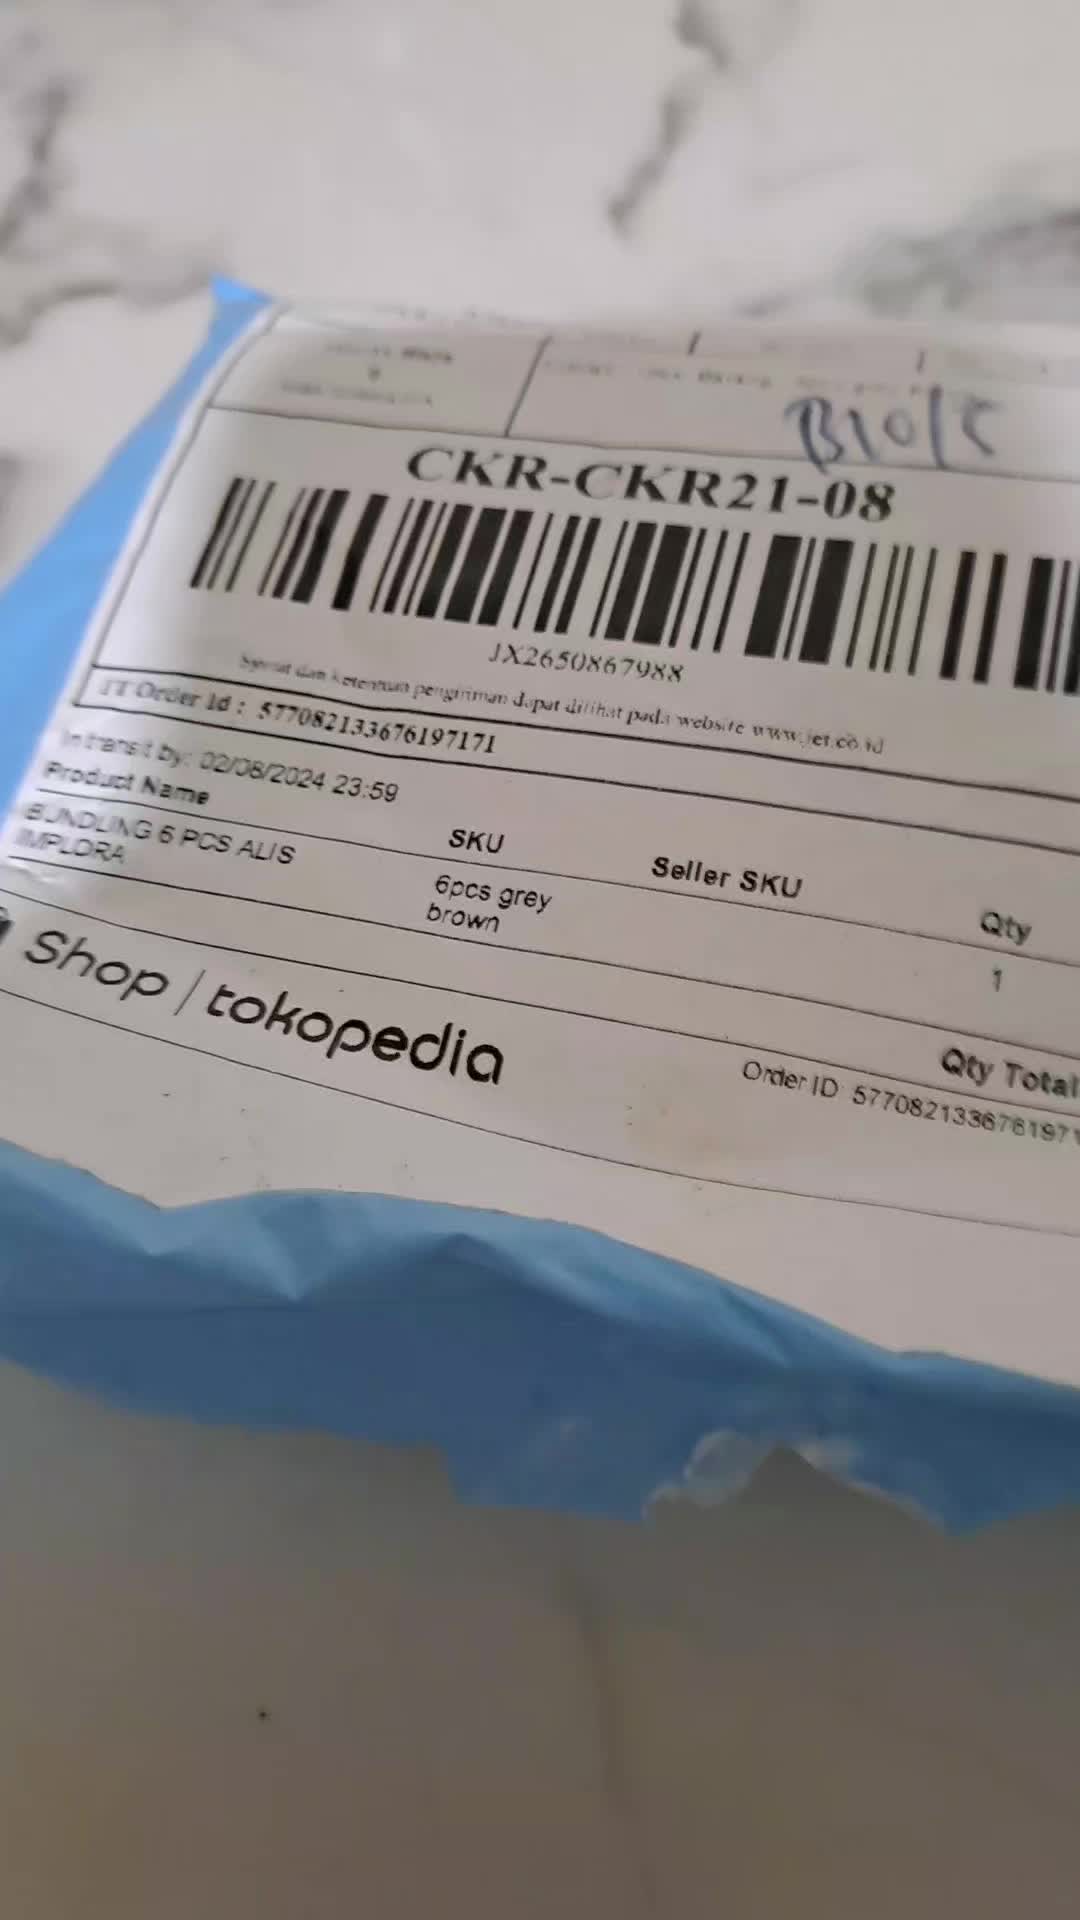 B10/5
CKR-CKR21-08
JX2650867988
Syarat dan ketentuan pengiriman dapat dilihat pada website www.jet.co.id
TT Order Id : 577082133676197171
In transit by: 02/08/2024 23:59
Product Name SKU Seller SKU Qty
BUNDLING 6 PCS ALIS 6pcs grey 1
IMPLORA brown
Qty Total
Shop | tokopedia
Order ID 57708213367619717